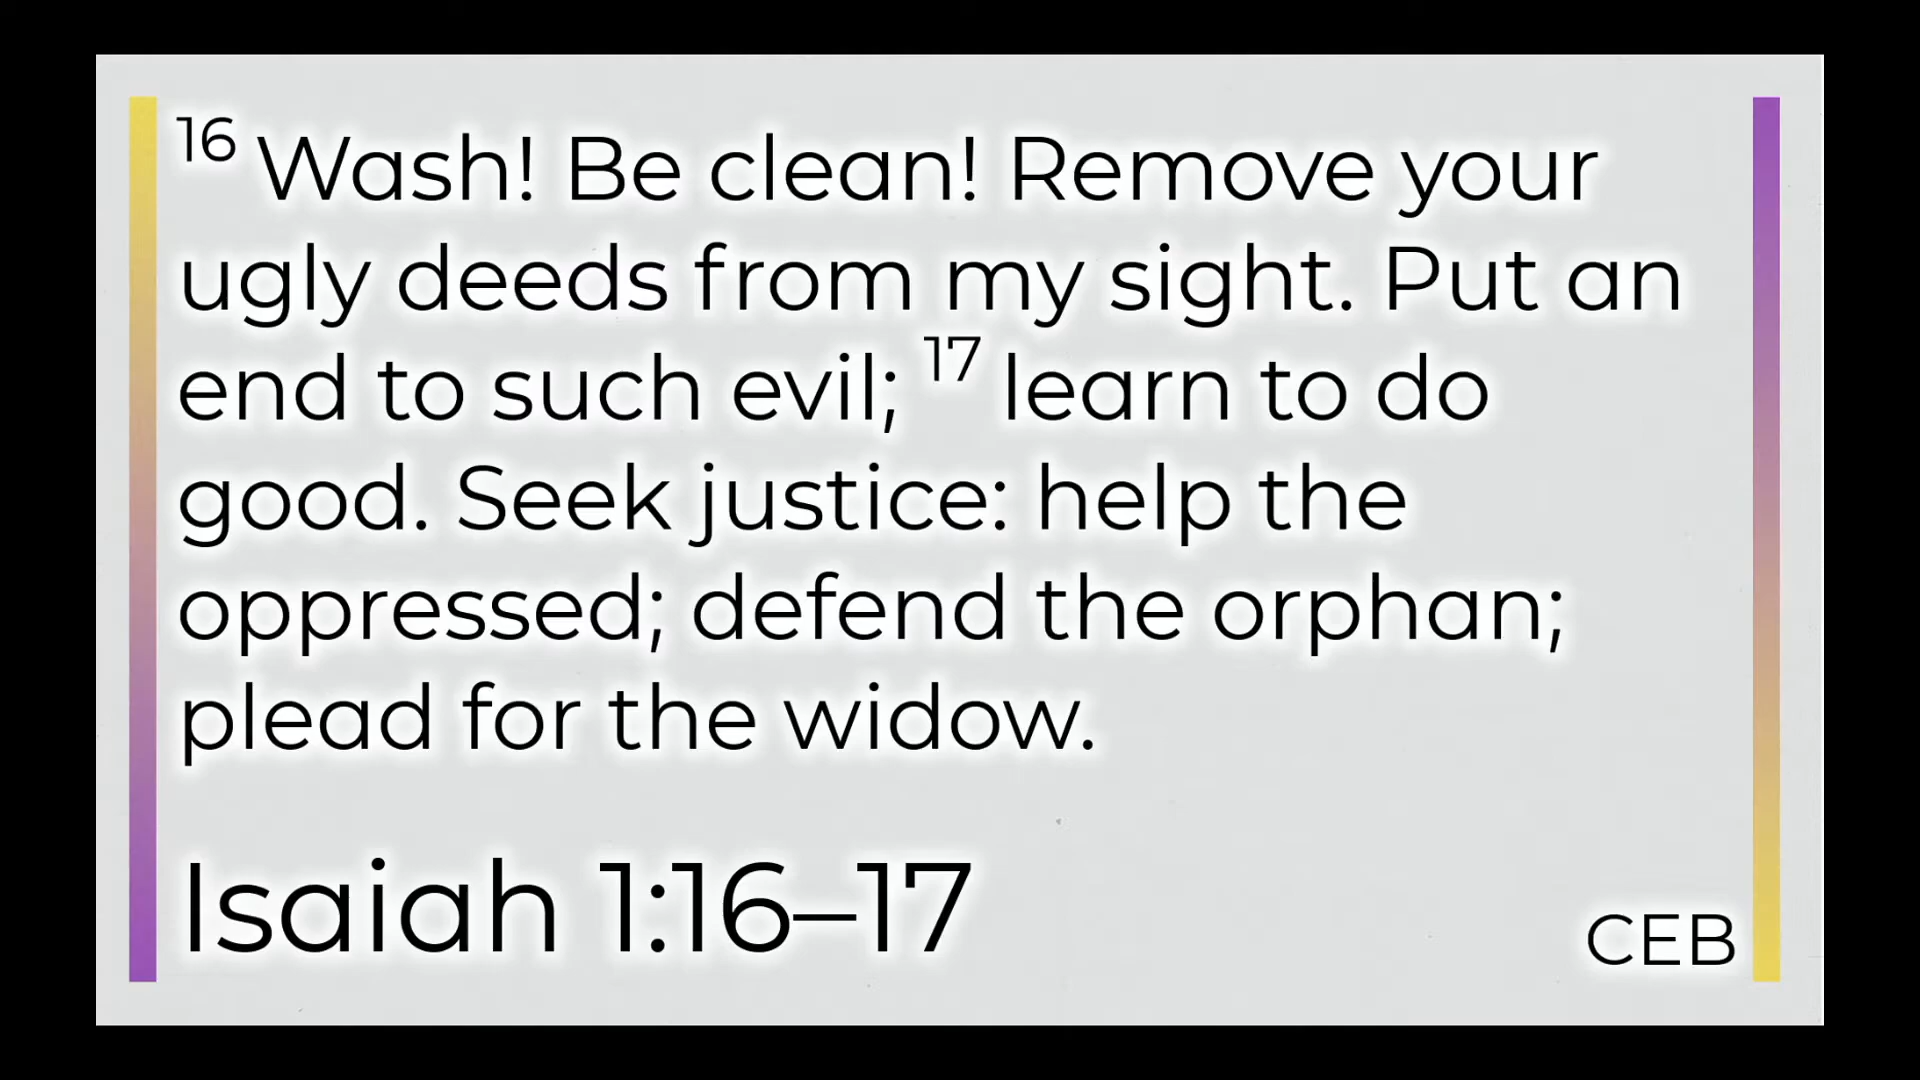 16 Wash! Be clean! Remove your
ugly deeds from my sight. Put an
end to such evil; 17 learn to do
good. Seek justice: help the
oppressed; defend the orphan;
plead for the widow.
Isaiah 1:16–17
CEB